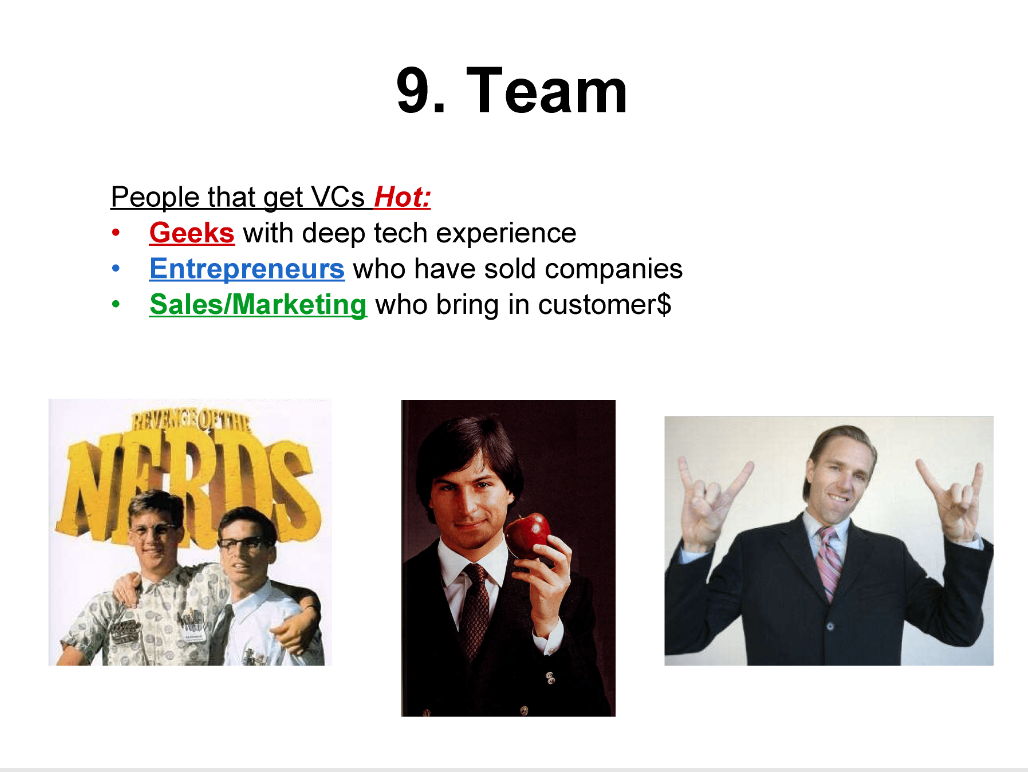 9. Team
People that get VCs Hot:
• Geeks with deep tech experience
• Entrepreneurs who have sold companies
• Sales/Marketing who bring in customer$
REVENGE OF THE
NERDS